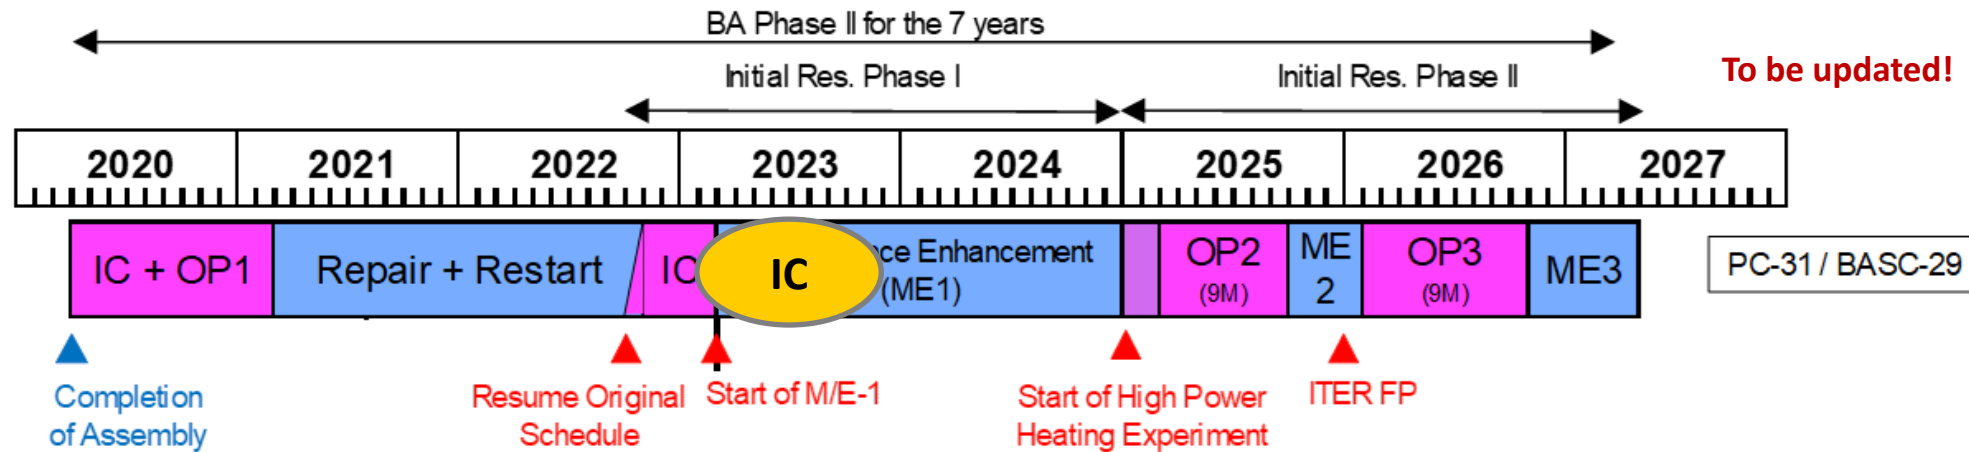 BA Phase II for the 7 years
Initial Res. Phase I
Initial Res. Phase II
To be updated!
2020
2021
2022
2023
2024
2025
2026
2027
IC + OP1
Repair + Restart
IC
IC
Enhancement
(ME1)
OP2
(9M)
ME
2
OP3
(9M)
ME3
PC-31 / BASC-29
Completion
of Assembly
Resume Original
Schedule
Start of M/E-1
Start of High Power
Heating Experiment
ITER FP